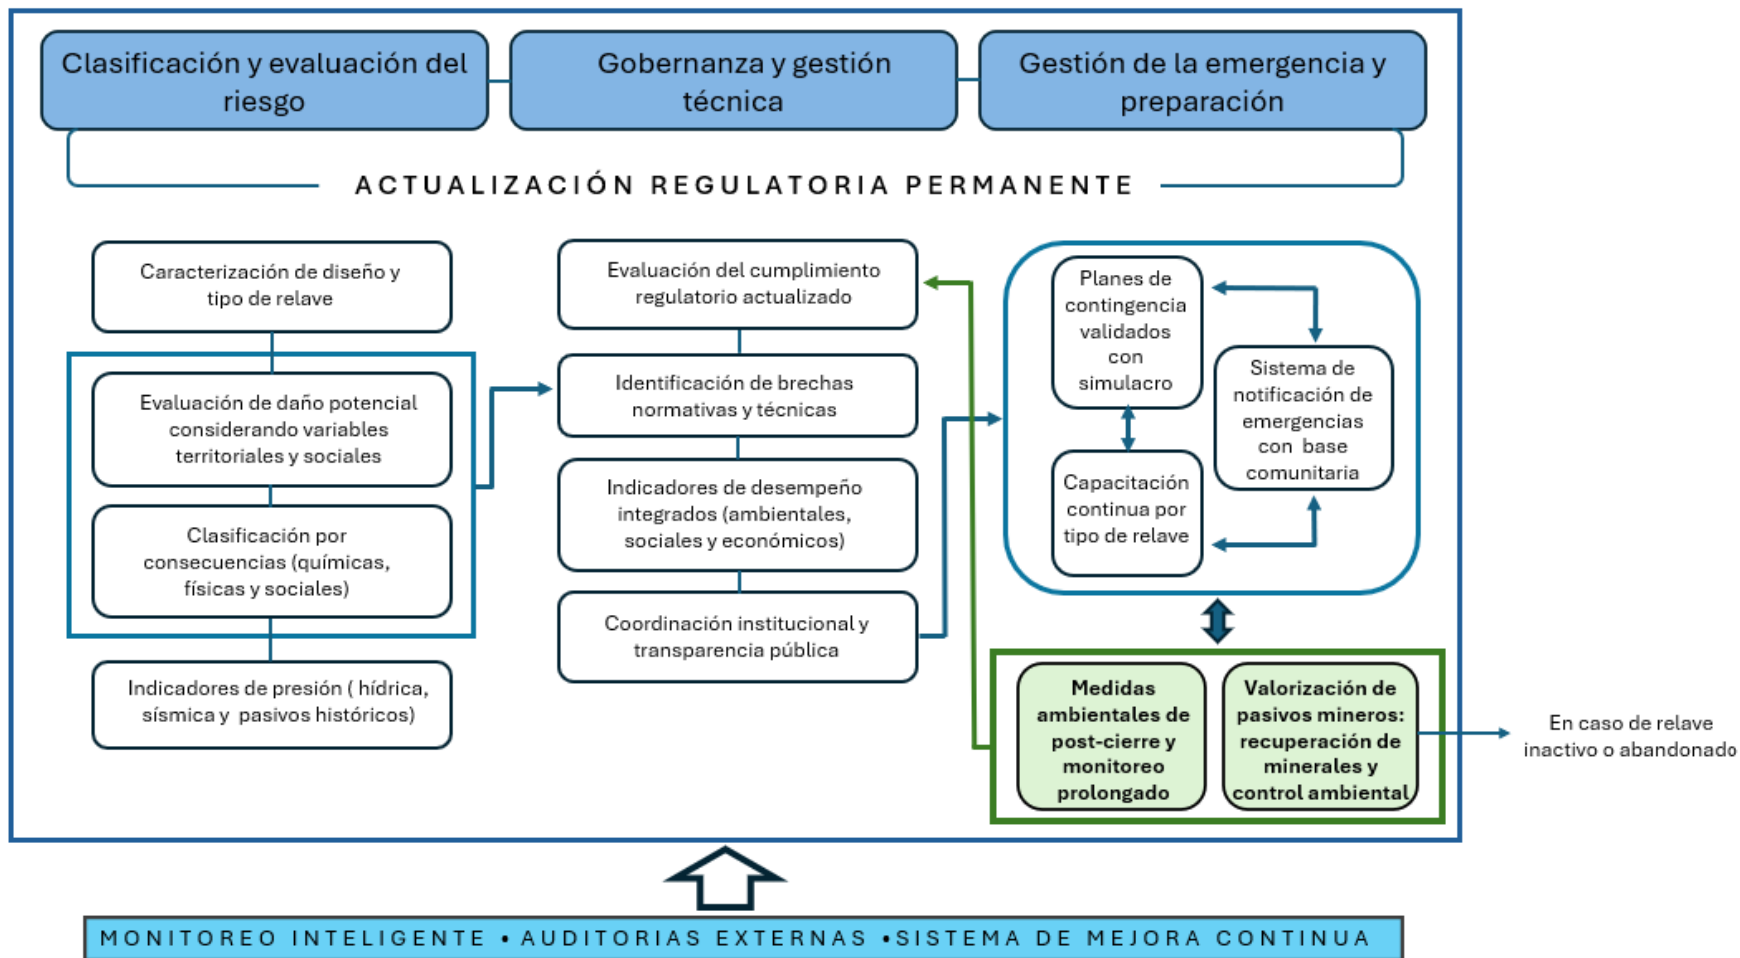 Clasificación y evaluación del
riesgo
Gobernanza y gestión
técnica
Gestión de la emergencia y
preparación
ACTUALIZACIÓN REGULATORIA PERMANENTE
Caracterización de diseño y
tipo de relave
Evaluación de daño potencial
considerando variables
territoriales y sociales
Clasificación por
consecuencias (químicas,
físicas y sociales)
Indicadores de presión ( hídrica,
sísmica y pasivos históricos)
Evaluación del cumplimiento
regulatorio actualizado
Identificación de brechas
normativas y técnicas
Indicadores de desempeño
integrados (ambientales,
sociales y económicos)
Coordinación institucional y
transparencia pública
Planes de
contingencia
validados
con
simulacro
Sistema de
notificación de
emergencias
con base
comunitaria
Capacitación
continua por
tipo de relave
Medidas
ambientales de
post-cierre y
monitoreo
prolongado
Valorización de
pasivos mineros:
recuperación de
minerales y
control ambiental
En caso de relave
inactivo o abandonado
MONITOREO INTELIGENTE • AUDITORIAS EXTERNAS •SISTEMA DE MEJORA CONTINUA